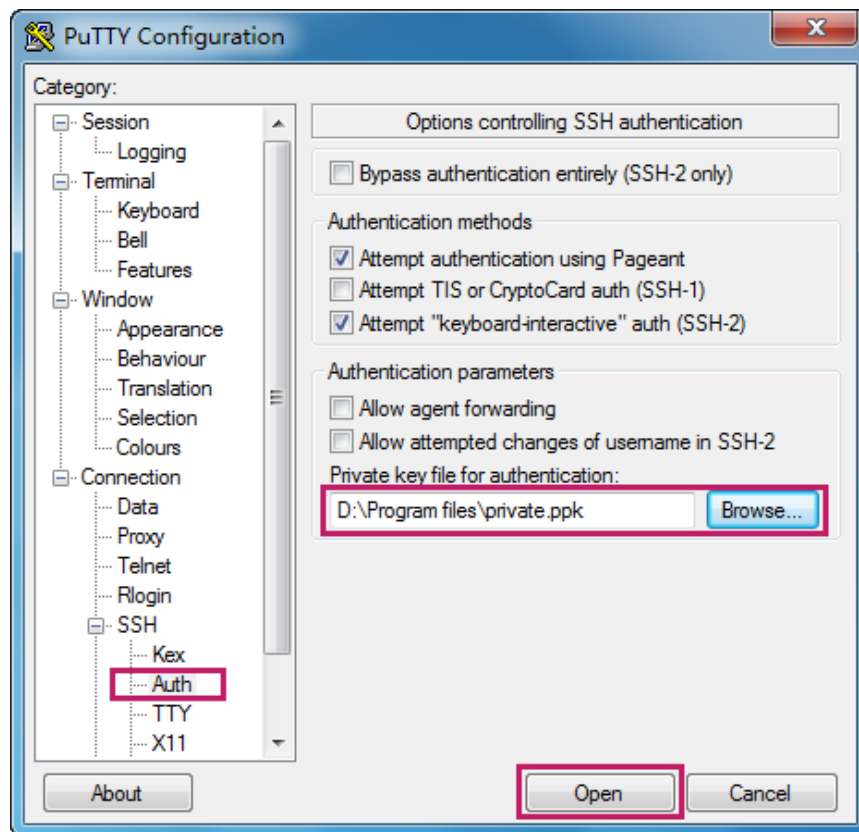 PuTTY Configuration
Category:
Session
Logging
Terminal
Keyboard
Bell
Features
Window
Appearance
Behaviour
Translation
Selection
Colours
Connection
Data
Proxy
Telnet
Rlogin
SSH
Kex
Auth
TTY
X11
Options controlling SSH authentication
Bypass authentication entirely (SSH-2 only)
Authentication methods
Attempt authentication using Pageant
Attempt TIS or CryptoCard auth (SSH-1)
Attempt "keyboard-interactive" auth (SSH-2)
Authentication parameters
Allow agent forwarding
Allow attempted changes of username in SSH-2
Private key file for authentication:
D:\Program files\private.ppk
Browse...
About
Open
Cancel